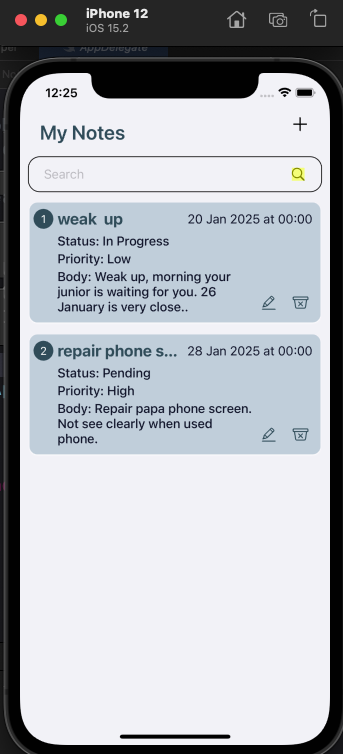 iPhone 12
iOS 15.2
AppDelegate
12:25
My Notes
Search
1 weak up 20 Jan 2025 at 00:00
Status: In Progress
Priority: Low
Body: Weak up, morning your
junior is waiting for you. 26
January is very close..
2 repair phone s... 28 Jan 2025 at 00:00
Status: Pending
Priority: High
Body: Repair papa phone screen.
Not see clearly when used
phone.